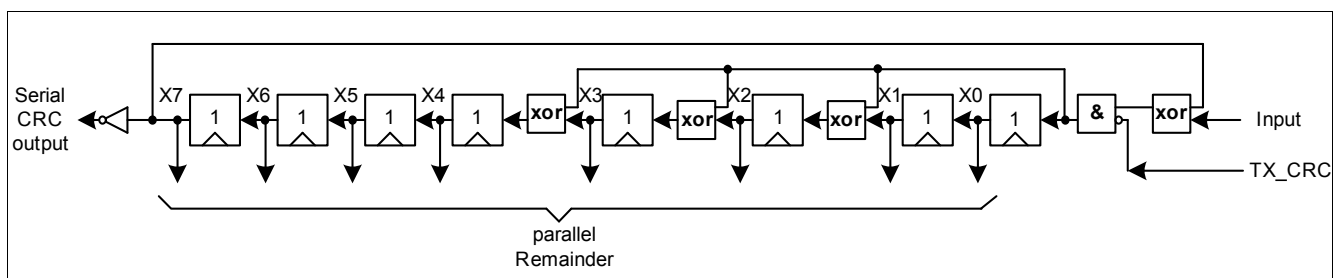 Serial
CRC
output
X7
1
X6
1
X5
1
X4
1
xor
X3
1
xor
X2
1
xor
X1
1
X0
1
&
xor
Input
TX_CRC
parallel
Remainder